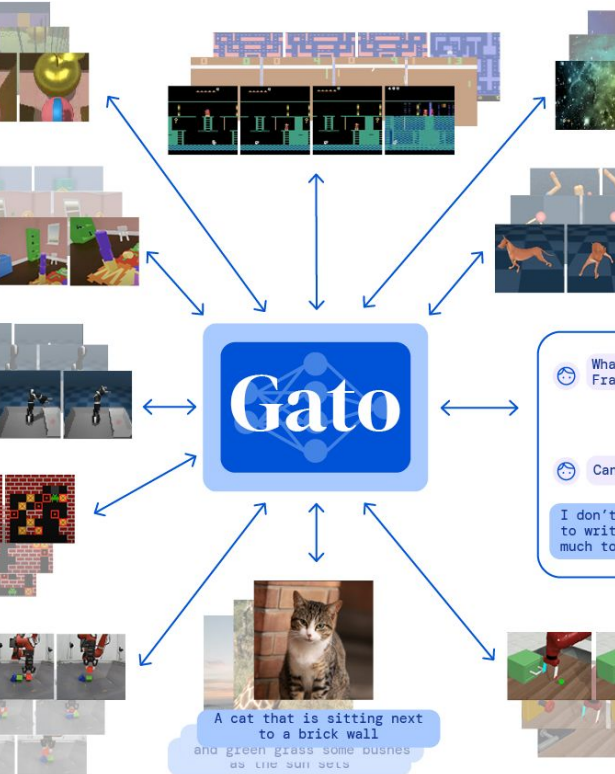 Gato
Wha
Fra
Can
I don't
to writ
much to
A cat that is sitting next
to a brick wall
and green grass some bushes
as the sun sets